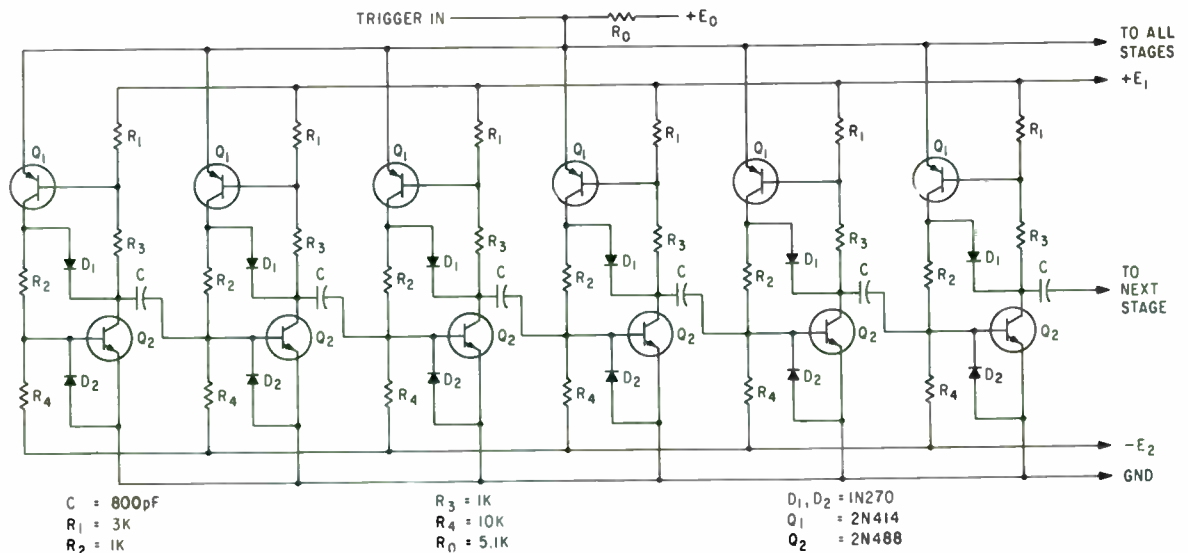 TRIGGER IN
+E₀
R₀
TO ALL STAGES
+E₁
R₁ R₁ R₁ R₁ R₁ R₁
Q₁ Q₁ Q₁ Q₁ Q₁ Q₁
R₃ R₃ R₃ R₃ R₃ R₃
D₁ D₁ D₁ D₁ D₁ D₁
C C C C C C
R₂ R₂ R₂ R₂ R₂ R₂
TO NEXT STAGE
Q₂ Q₂ Q₂ Q₂ Q₂ Q₂
D₂ D₂ D₂ D₂ D₂ D₂
R₄ R₄ R₄ R₄ R₄ R₄
-E₂
GND
C = 800pF
R₁ = 3K
R₂ = 1K
R₃ = 1K
R₄ = 10K
R₀ = 5.1K
D₁, D₂ = 1N270
Q₁ = 2N414
Q₂ = 2N488